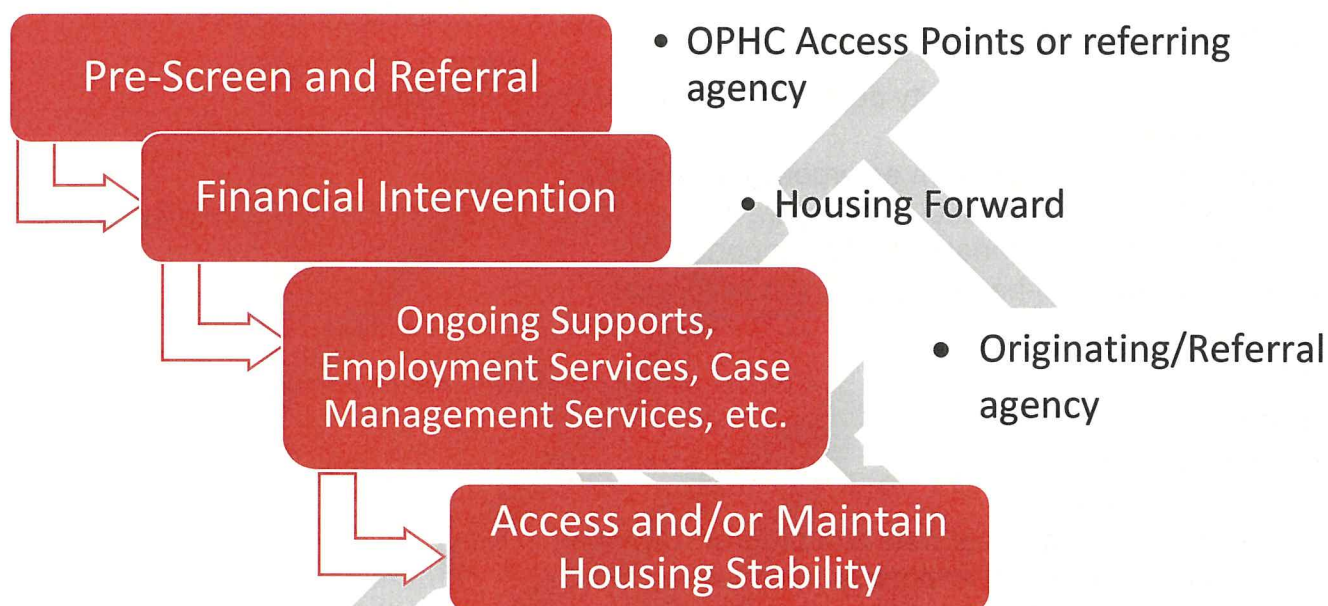 Pre-Screen and Referral
• OPHC Access Points or referring
agency
Financial Intervention
• Housing Forward
Ongoing Supports,
Employment Services, Case
Management Services, etc.
• Originating/Referral
agency
Access and/or Maintain
Housing Stability